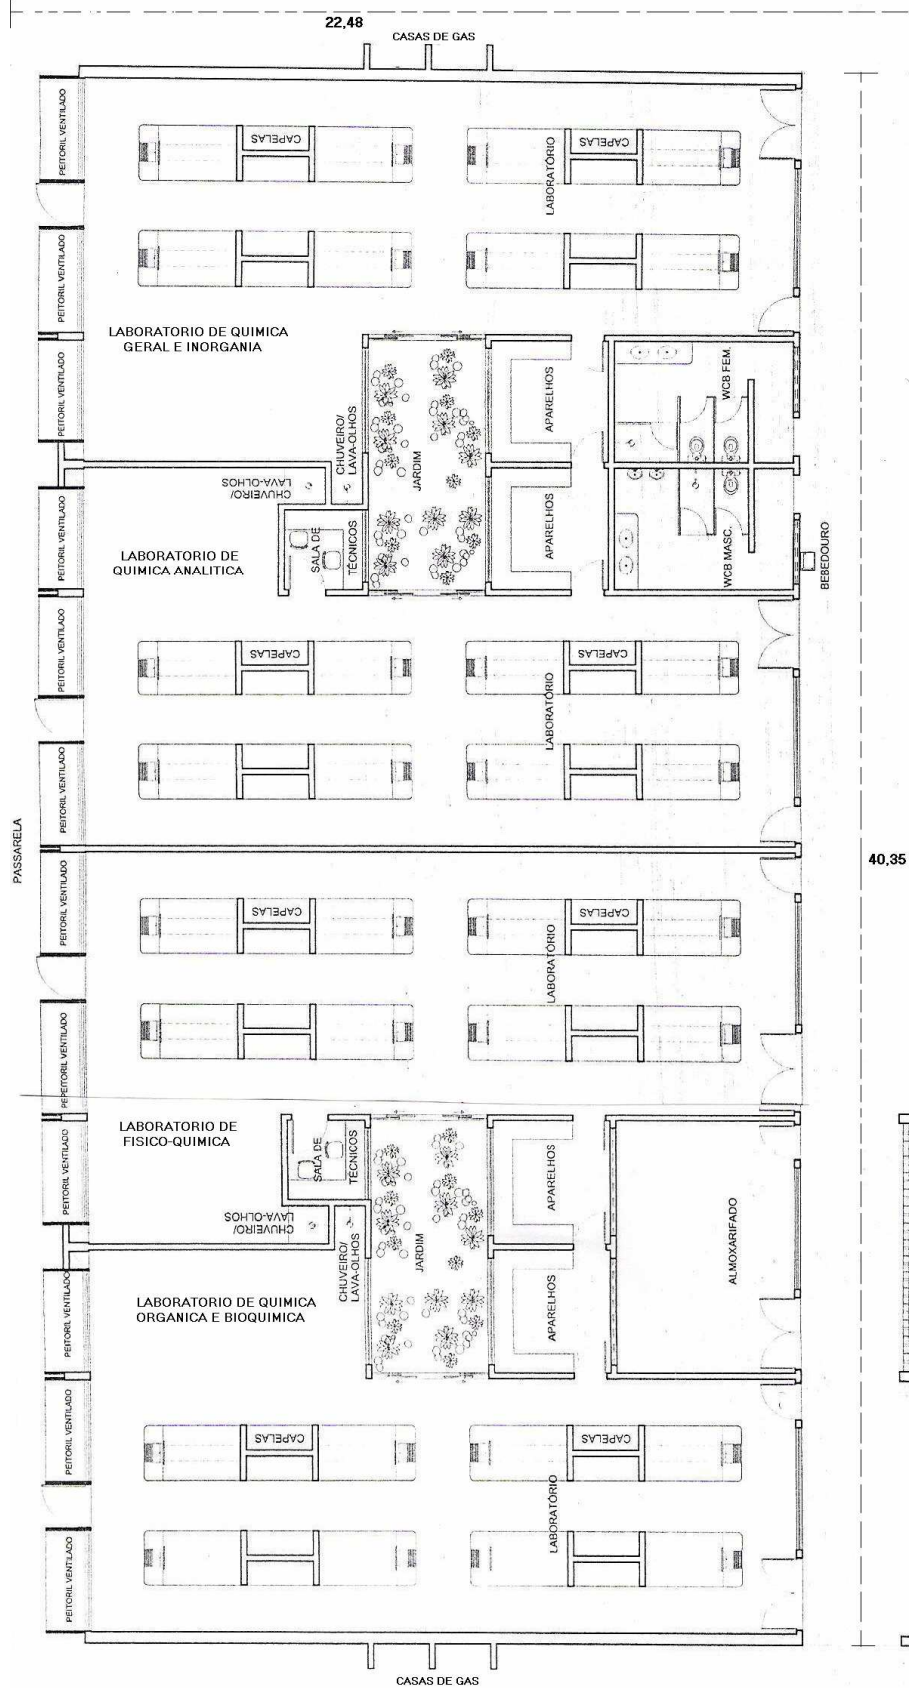 22,48
CASAS DE GAS
PEITORIL VENTILADO
CAPELAS
CAPELAS
LABORATÓRIO
PEITORIL VENTILADO
LABORATORIO DE QUIMICA
GERAL E INORGANIA
PEITORIL VENTILADO
CHUVEIRO/
LAVA-OLHOS
JARDIM
APARELHOS
WCB FEM.
CHUVEIRO/
LAVA-OLHOS
PEITORIL VENTILADO
LABORATORIO DE
QUIMICA ANALITICA
SALA DE
TÉCNICOS
APARELHOS
WCB MASC.
BEBEDOURO
PEITORIL VENTILADO
CAPELAS
CAPELAS
LABORATÓRIO
PEITORIL VENTILADO
PASSARELA
40,35
PEITORIL VENTILADO
CAPELAS
CAPELAS
LABORATÓRIO
PEPEITORIL VENTILADO
LABORATORIO DE
FISICO-QUIMICA
PEITORIL VENTILADO
SALA DE
TÉCNICOS
APARELHOS
CHUVEIRO/
LAVA-OLHOS
CHUVEIRO/
LAVA-OLHOS
JARDIM
ALMOXARIFADO
LABORATORIO DE QUIMICA
ORGANICA E BIOQUIMICA
PEITORIL VENTILADO
APARELHOS
PEITORIL VENTILADO
CAPELAS
CAPELAS
LABORATÓRIO
PEITORIL VENTILADO
CASAS DE GAS